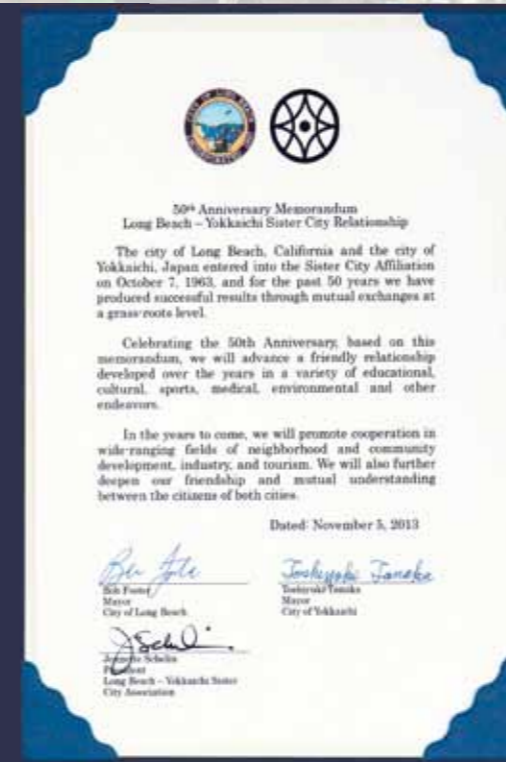 50th Anniversary Memorandum
Long Beach – Yokkaichi Sister City Relationship
The city of Long Beach, California and the city of
Yokkaichi, Japan entered into the Sister City Affiliation
on October 7, 1963, and for the past 50 years we have
produced successful results through mutual exchanges at
a grass-roots level.
Celebrating the 50th Anniversary, based on this
memorandum, we will advance a friendly relationship
developed over the years in a variety of educational,
cultural, sports, medical, environmental and other
endeavors.
In the years to come, we will promote cooperation in
wide-ranging fields of neighborhood and community
development, industry, and tourism. We will also further
deepen our friendship and mutual understanding
between the citizens of both cities.
Dated: November 5, 2013
Toshiyuki Tanaka
Bob Foster
Mayor
City of Long Beach
Toshiyuki Tanaka
Mayor
City of Yokkaichi
President
Long Beach – Yokkaichi Sister
City Association